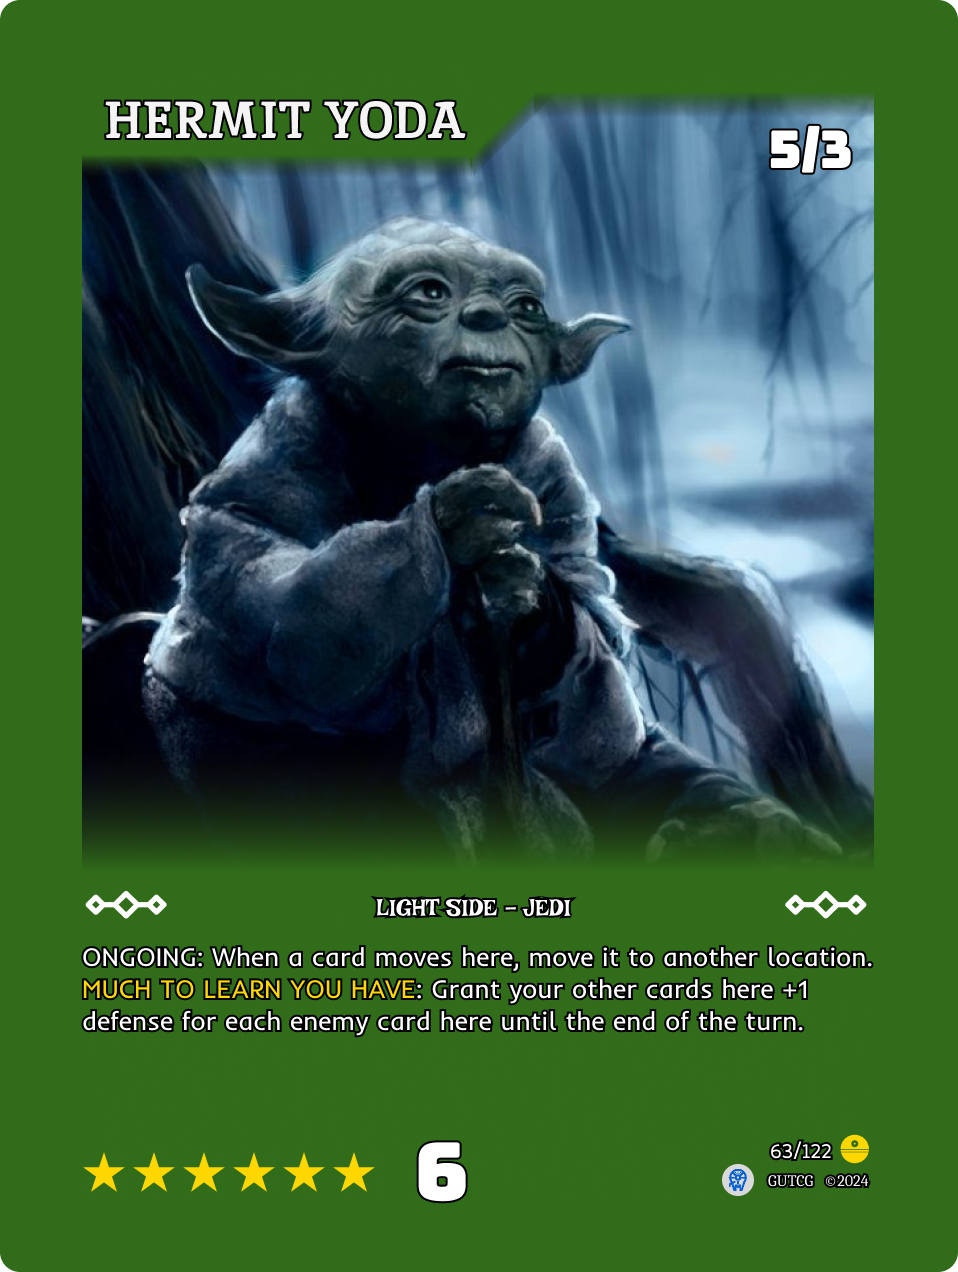 HERMIT YODA
5/3
LIGHT SIDE – JEDI
ONGOING: When a card moves here, move it to another location.
MUCH TO LEARN YOU HAVE: Grant your other cards here +1
defense for each enemy card here until the end of the turn.
6
63/122
GUTCG ©2024